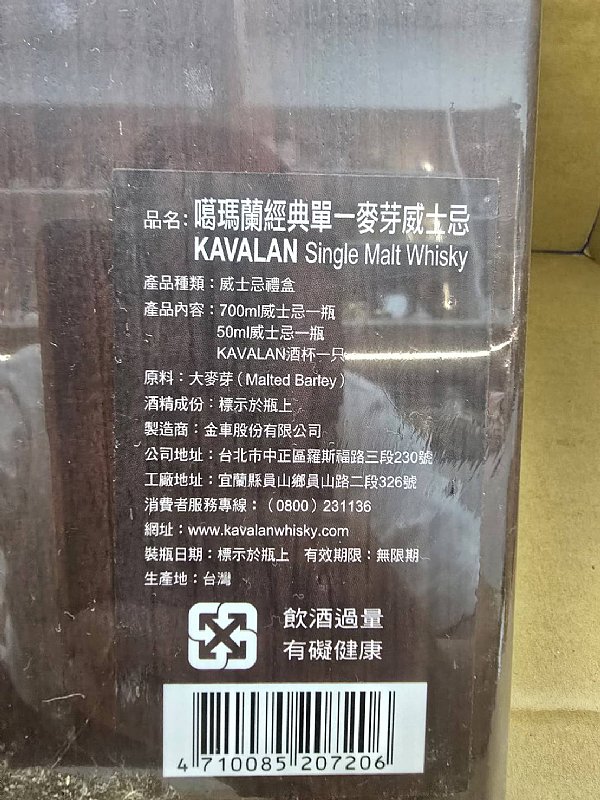 品名：噶瑪蘭經典單一麥芽威士忌
KAVALAN Single Malt Whisky
產品種類：威士忌禮盒
產品內容：700ml威士忌一瓶
50ml威士忌一瓶
KAVALAN酒杯一只
原料：大麥芽（Malted Barley）
酒精成份：標示於瓶上
製造商：金車股份有限公司
公司地址：台北市中正區羅斯福路三段230號
工廠地址：宜蘭縣員山鄉員山路二段326號
消費者服務專線：（0800）231136
網址：www.kavalanwhisky.com
裝瓶日期：標示於瓶上 有效期限：無限期
生產地：台灣
飲酒過量
有礙健康
4 710085 207206